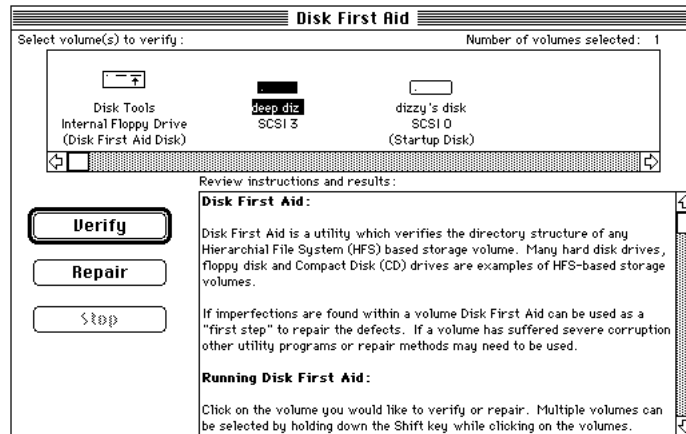 Disk First Aid
Select volume(s) to verify:
Number of volumes selected: 1
Disk Tools
Internal Floppy Drive
(Disk First Aid Disk)
deep diz
SCSI 3
dizzy's disk
SCSI 0
(Startup Disk)
Verify
Repair
Stop
Review instructions and results:
Disk First Aid:
Disk First Aid is a utility which verifies the directory structure of any
Hierarchial File System (HFS) based storage volume. Many hard disk drives,
floppy disk and Compact Disk (CD) drives are examples of HFS-based storage
volumes.
If imperfections are found within a volume Disk First Aid can be used as a
"first step" to repair the defects. If a volume has suffered severe corruption
other utility programs or repair methods may need to be used.
Running Disk First Aid:
Click on the volume you would like to verify or repair. Multiple volumes can
be selected by holding down the Shift key while clicking on the volumes.